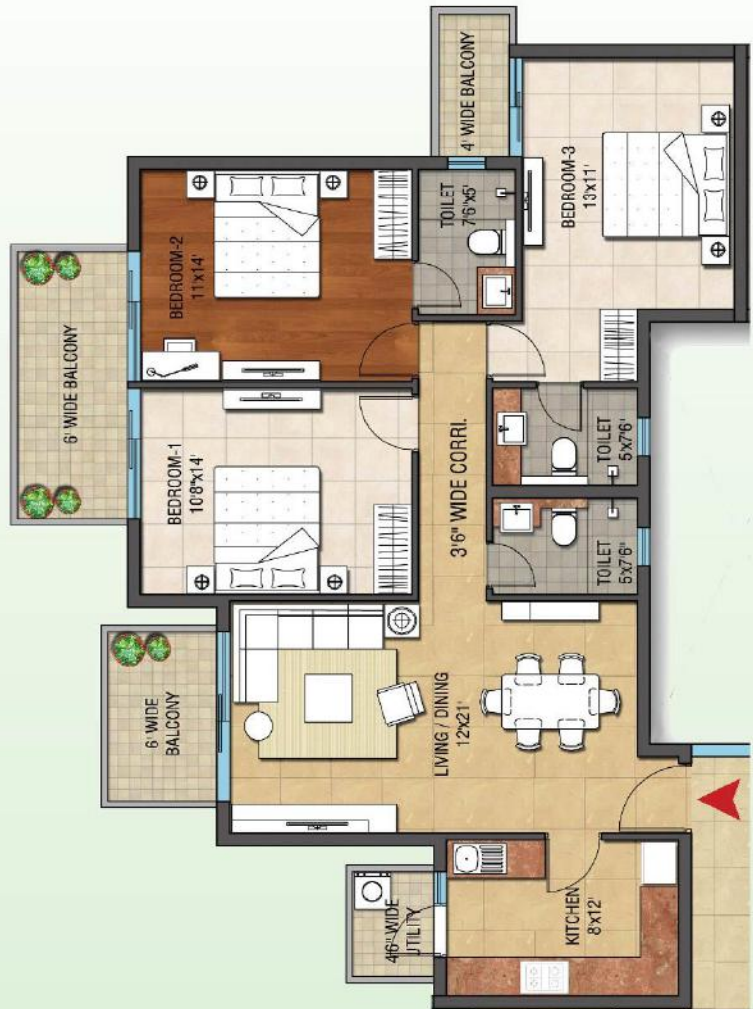 4' WIDE BALCONY
BEDROOM-3
13'x11'
TOILET
7'6"x5'
BEDROOM-2
11'x14'
6' WIDE BALCONY
BEDROOM-1
10'8"x14'
3'6" WIDE CORRI.
TOILET
5'x7'6"
TOILET
5'x7'6"
6' WIDE
BALCONY
LIVING / DINING
12'x21'
4'6" WIDE
UTILITY
KITCHEN
8'x12'